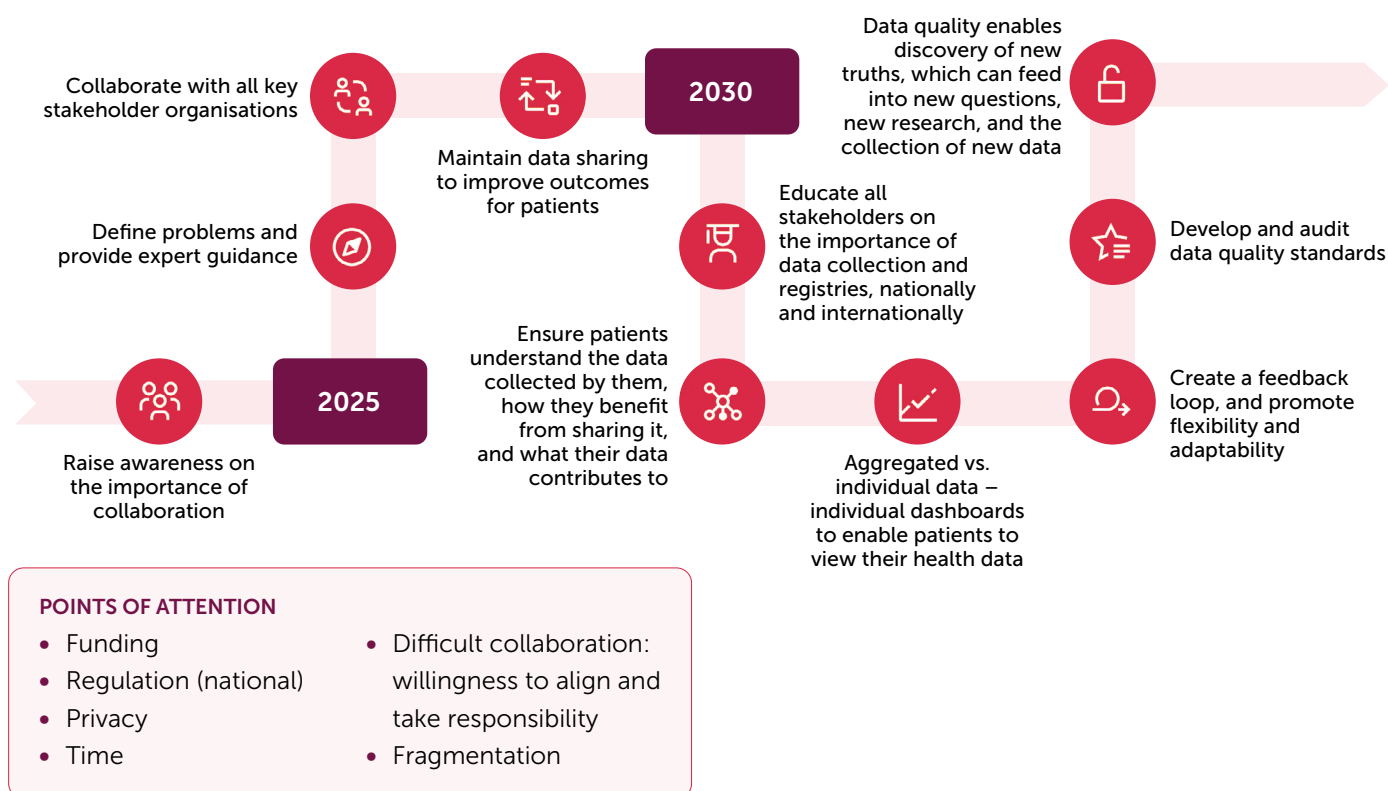 Raise awareness on
the importance of
collaboration
2025
Define problems and
provide expert guidance
Collaborate with all key
stakeholder organisations
Maintain data sharing
to improve outcomes
for patients
2030
Educate all
stakeholders on
the importance of
data collection and
registries, nationally
and internationally
Ensure patients
understand the data
collected by them,
how they benefit
from sharing it,
and what their data
contributes to
Aggregated vs.
individual data –
individual dashboards
to enable patients to
view their health data
Create a feedback
loop, and promote
flexibility and
adaptability
Develop and audit
data quality standards
Data quality enables
discovery of new
truths, which can feed
into new questions,
new research, and the
collection of new data
POINTS OF ATTENTION
• Funding
• Regulation (national)
• Privacy
• Time
• Difficult collaboration:
willingness to align and
take responsibility
• Fragmentation